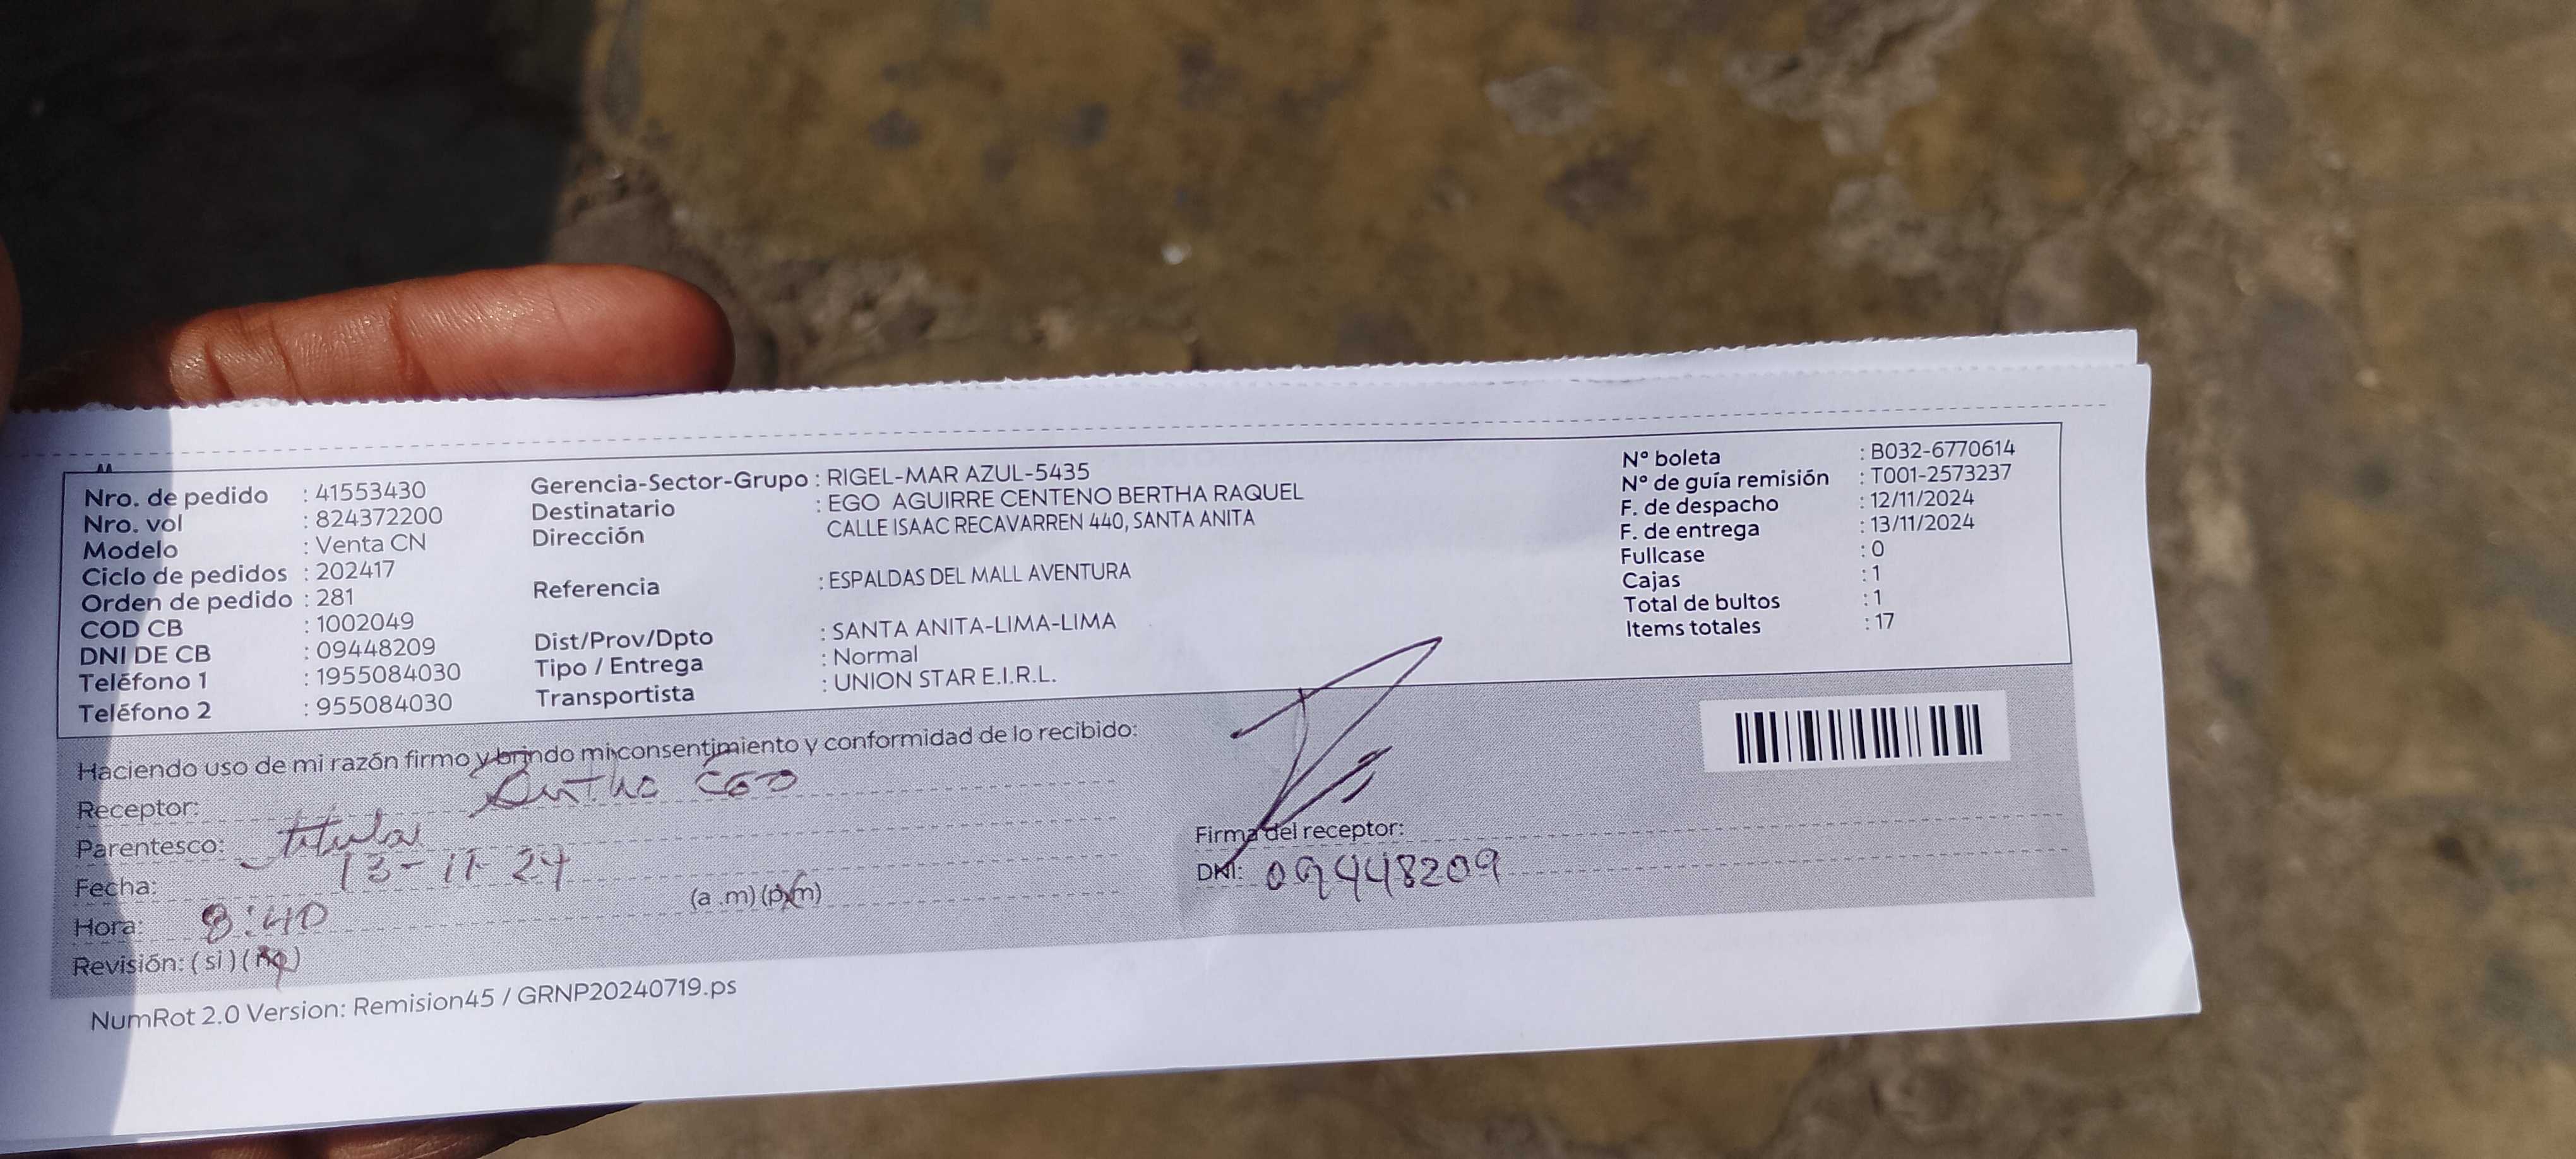 Nro. de pedido : 41553430
Nro. vol : 824372200
Modelo : Venta CN
Ciclo de pedidos : 202417
Orden de pedido : 281
COD CB : 1002049
DNI DE CB : 09448209
Teléfono 1 : 1955084030
Teléfono 2 : 955084030
Gerencia-Sector-Grupo : RIGEL-MAR AZUL-5435
Destinatario : EGO AGUIRRE CENTENO BERTHA RAQUEL
Dirección CALLE ISAAC RECAVARREN 440, SANTA ANITA
Referencia : ESPALDAS DEL MALL AVENTURA
Dist/Prov/Dpto : SANTA ANITA-LIMA-LIMA
Tipo / Entrega : Normal
Transportista : UNION STAR E.I.R.L.
N° boleta : B032-6770614
N° de guía remisión : T001-2573237
F. de despacho : 12/11/2024
F. de entrega : 13/11/2024
Fullcase : 0
Cajas : 1
Total de bultos : 1
Items totales : 17
Haciendo uso de mi razón firmo y brindo mi consentimiento y conformidad de lo recibido:
Receptor:
Parentesco: titular
Fecha: 13-11-24
Hora: 8:40 (a .m) (p.m)
Revisión: (si) (no)
Firma del receptor:
DNI: 09448209
NumRot 2.0 Version: Remision45 / GRNP20240719.ps